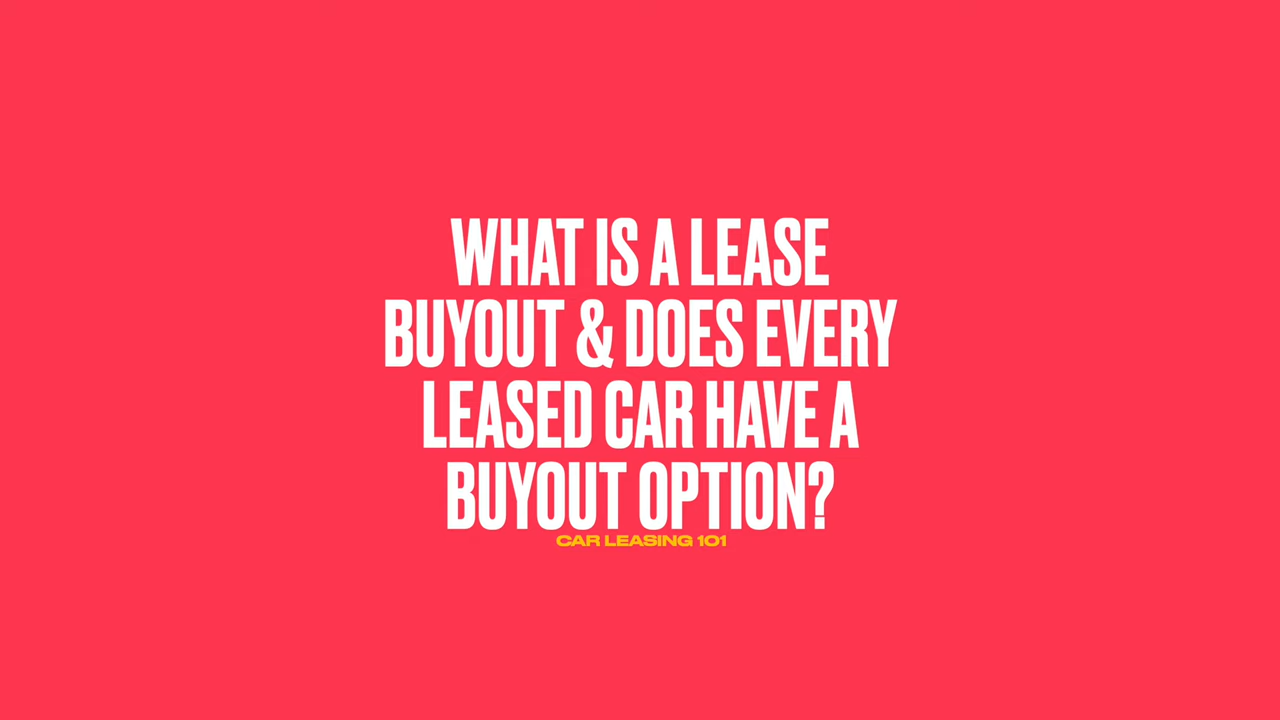 WHAT IS A LEASE
BUYOUT & DOES EVERY
LEASED CAR HAVE A
BUYOUT OPTION?
CAR LEASING 101